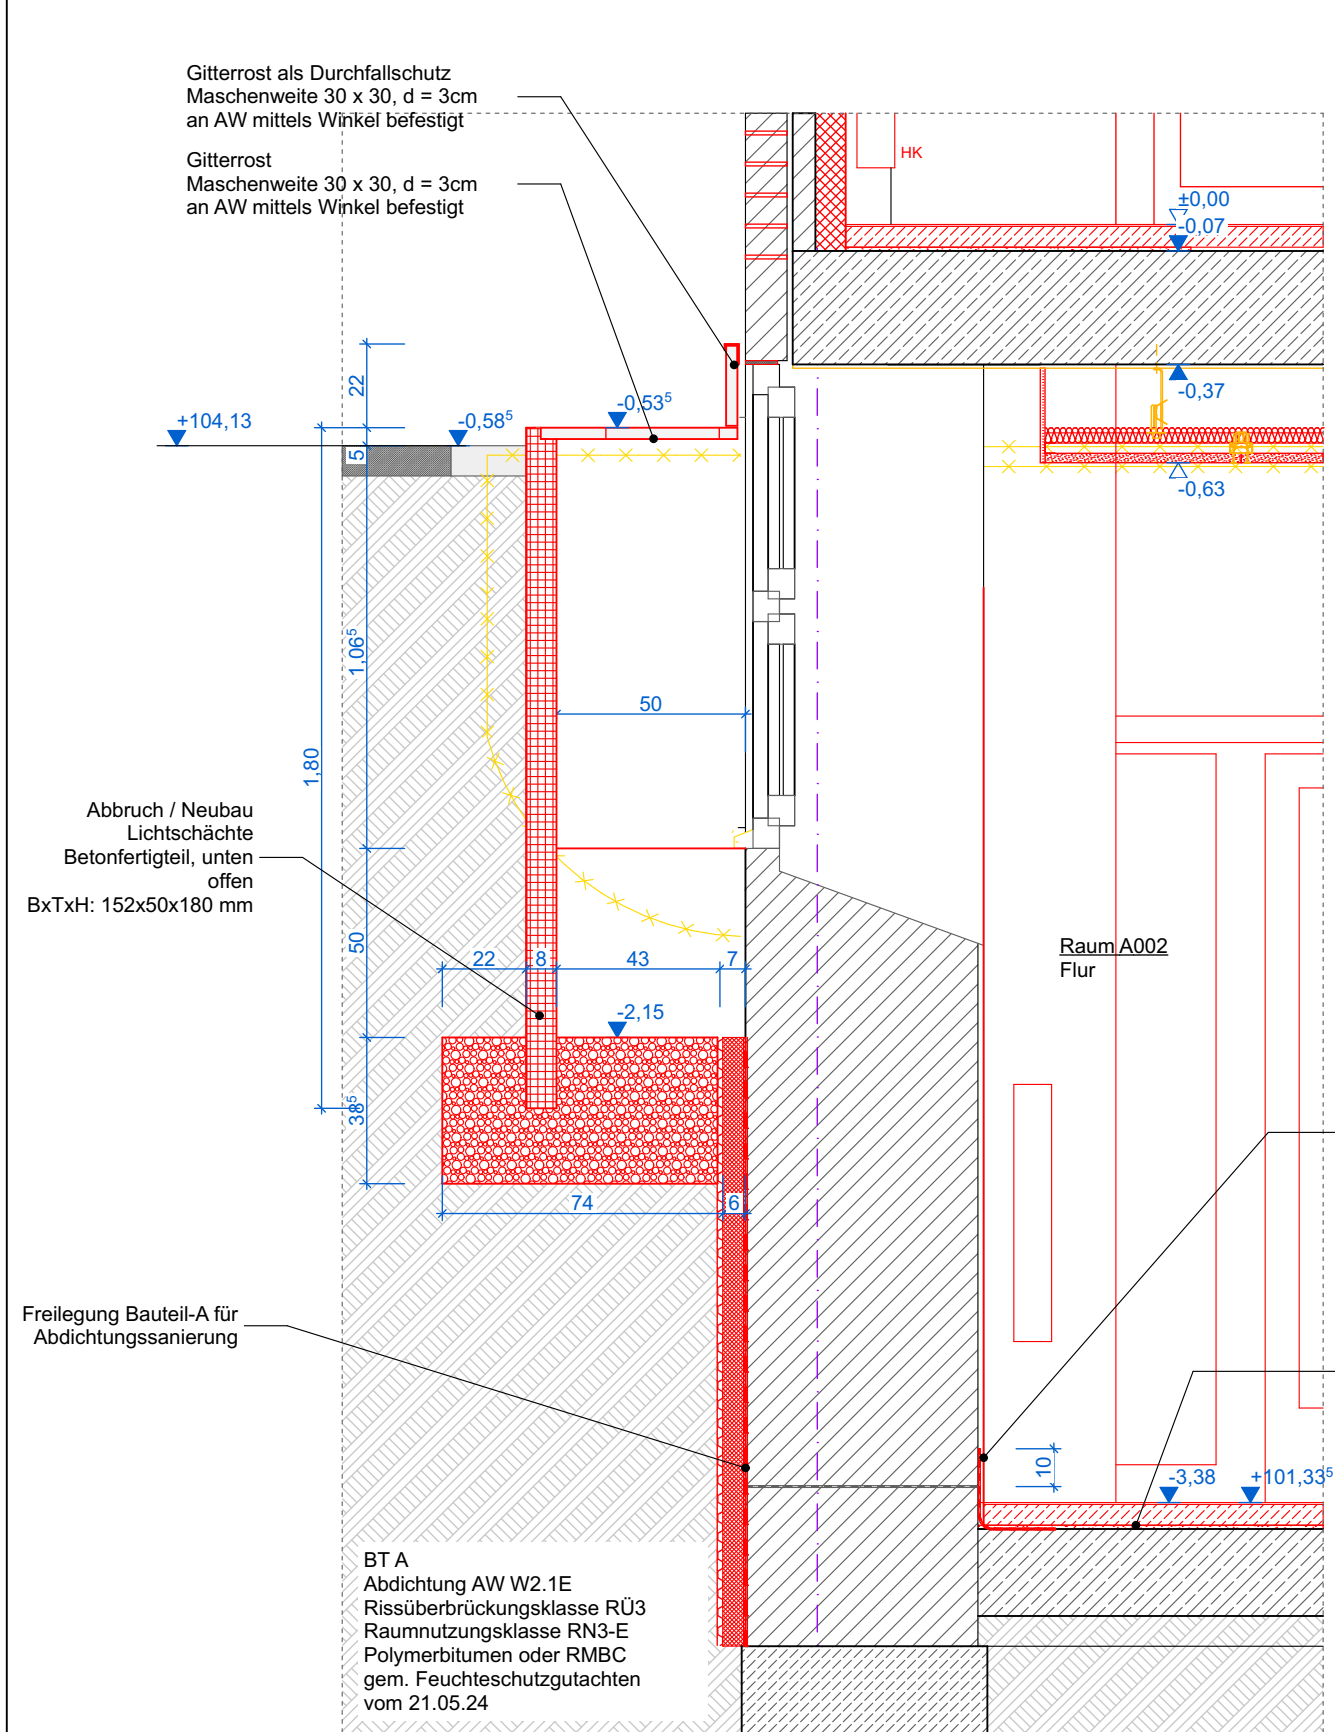 Gitterrost als Durchfallschutz
Maschenweite 30 x 30, d = 3cm
an AW mittels Winkel befestigt
Gitterrost
Maschenweite 30 x 30, d = 3cm
an AW mittels Winkel befestigt
HK
±0,00
-0,07
-0,37
-0,63
22
+104,13
-0,58⁵
-0,53⁵
5
1,06⁵
50
1,80
Abbruch / Neubau
Lichtschächte
Betonfertigteil, unten
offen
BxTxH: 152x50x180 mm
50
22
8
43
7
Raum A002
Flur
-2,15
38⁵
74
6
Freilegung Bauteil-A für
Abdichtungssanierung
10
-3,38
+101,33⁵
BT A
Abdichtung AW W2.1E
Rissüberbrückungsklasse RÜ3
Raumnutzungsklasse RN3-E
Polymerbitumen oder RMBC
gem. Feuchteschutzgutachten
vom 21.05.24